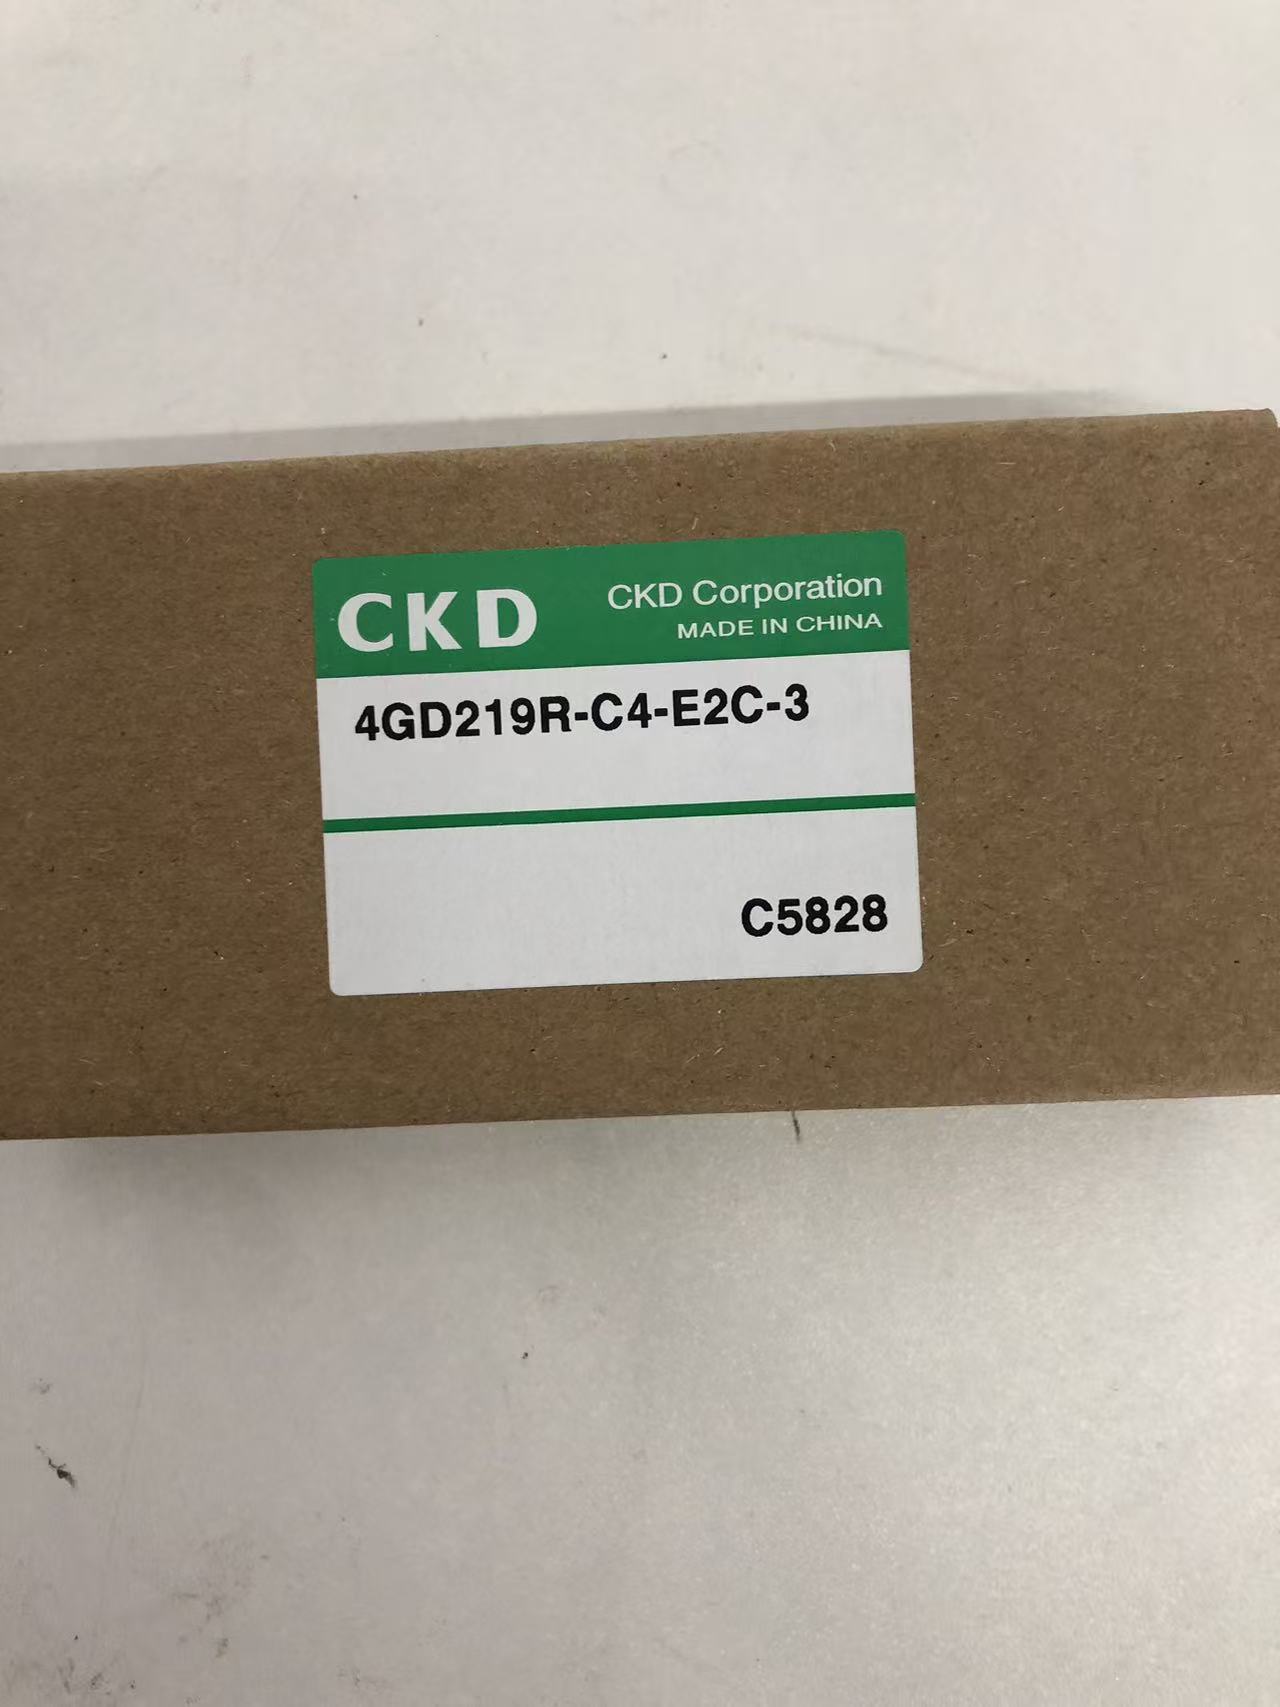 CKD
CKD Corporation
MADE IN CHINA
4GD219R-C4-E2C-3
C5828